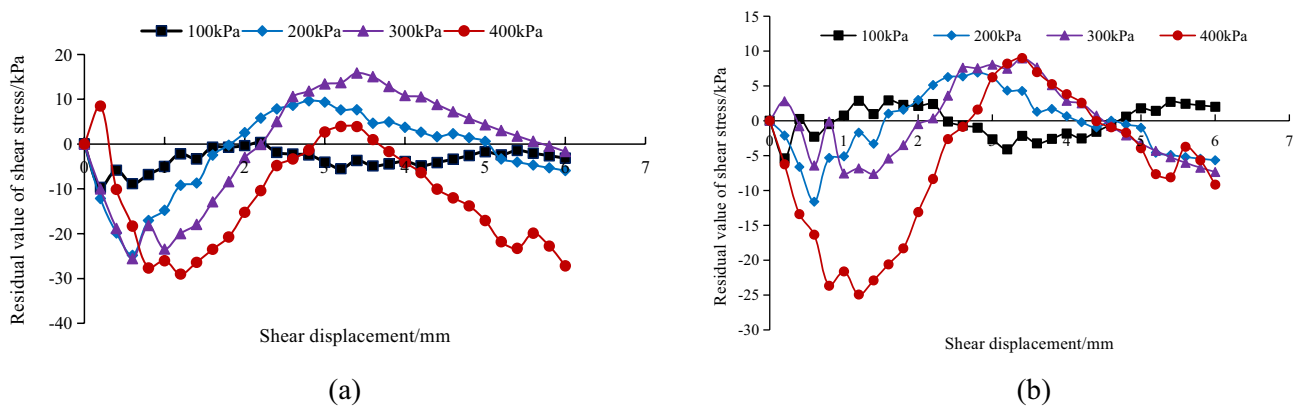 100kPa 200kPa 300kPa 400kPa
20
10
0
-10
-20
-30
-40
0 1 2 3 4 5 6 7
Residual value of shear stress/kPa
Shear displacement/mm
(a)
100kPa 200kPa 300kPa 400kPa
15
10
5
0
-5
-10
-15
-20
-25
-30
0 1 2 3 4 5 6 7
Residual value of shear stress/kPa
Shear displacement/mm
(b)